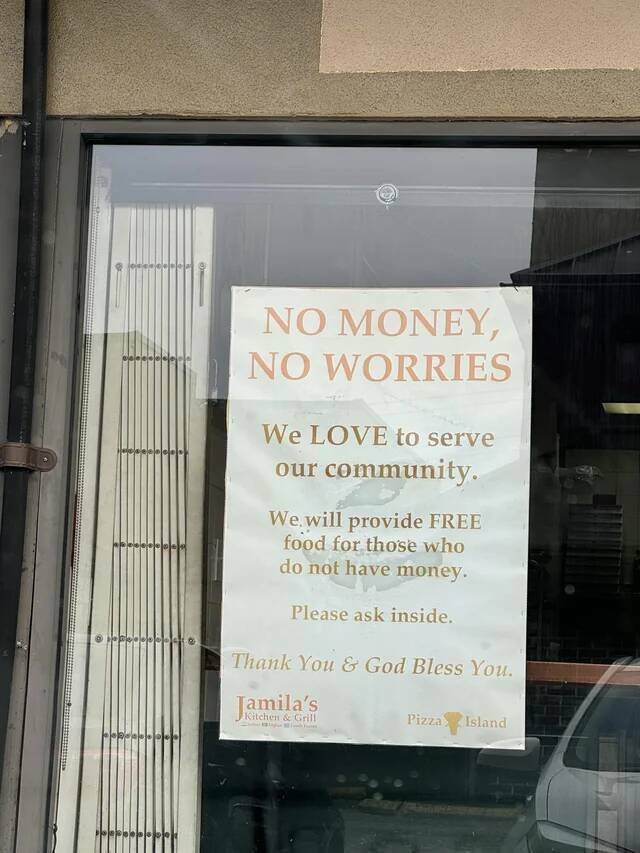 NO MONEY,
NO WORRIES
We LOVE to serve
our community.
We will provide FREE
food for those who
do not have money.
Please ask inside.
Thank You & God Bless You.
Jamila's
Kitchen & Grill
Pizza Island